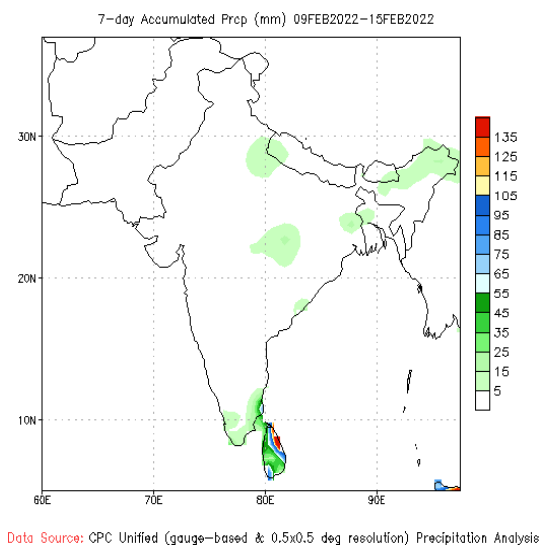 7-day Accumulated Prcp (mm) 09FEB2022-15FEB2022
30N
20N
10N
60E 70E 80E 90E
135
125
115
105
95
85
75
65
55
45
35
25
15
5
Data Source: CPC Unified (gauge-based & 0.5x0.5 deg resolution) Precipitation Analysis